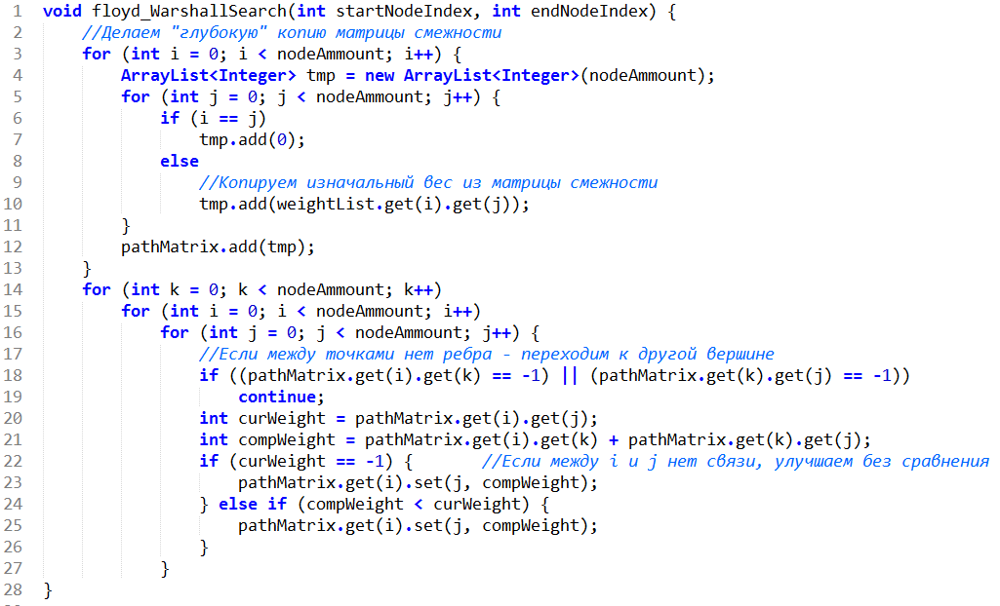 1 void floyd_WarshallSearch(int startNodeIndex, int endNodeIndex) {
2 //Делаем "глубокую" копию матрицы смежности
3 for (int i = 0; i < nodeAmmount; i++) {
4 ArrayList<Integer> tmp = new ArrayList<Integer>(nodeAmmount);
5 for (int j = 0; j < nodeAmmount; j++) {
6 if (i == j)
7 tmp.add(0);
8 else
9 //Копируем изначальный вес из матрицы смежности
10 tmp.add(weightList.get(i).get(j));
11 }
12 pathMatrix.add(tmp);
13 }
14 for (int k = 0; k < nodeAmmount; k++)
15 for (int i = 0; i < nodeAmmount; i++)
16 for (int j = 0; j < nodeAmmount; j++) {
17 //Если между точками нет ребра - переходим к другой вершине
18 if ((pathMatrix.get(i).get(k) == -1) || (pathMatrix.get(k).get(j) == -1))
19 continue;
20 int curWeight = pathMatrix.get(i).get(j);
21 int compWeight = pathMatrix.get(i).get(k) + pathMatrix.get(k).get(j);
22 if (curWeight == -1) { //Если между i и j нет связи, улучшаем без сравнения
23 pathMatrix.get(i).set(j, compWeight);
24 } else if (compWeight < curWeight) {
25 pathMatrix.get(i).set(j, compWeight);
26 }
27 }
28 }